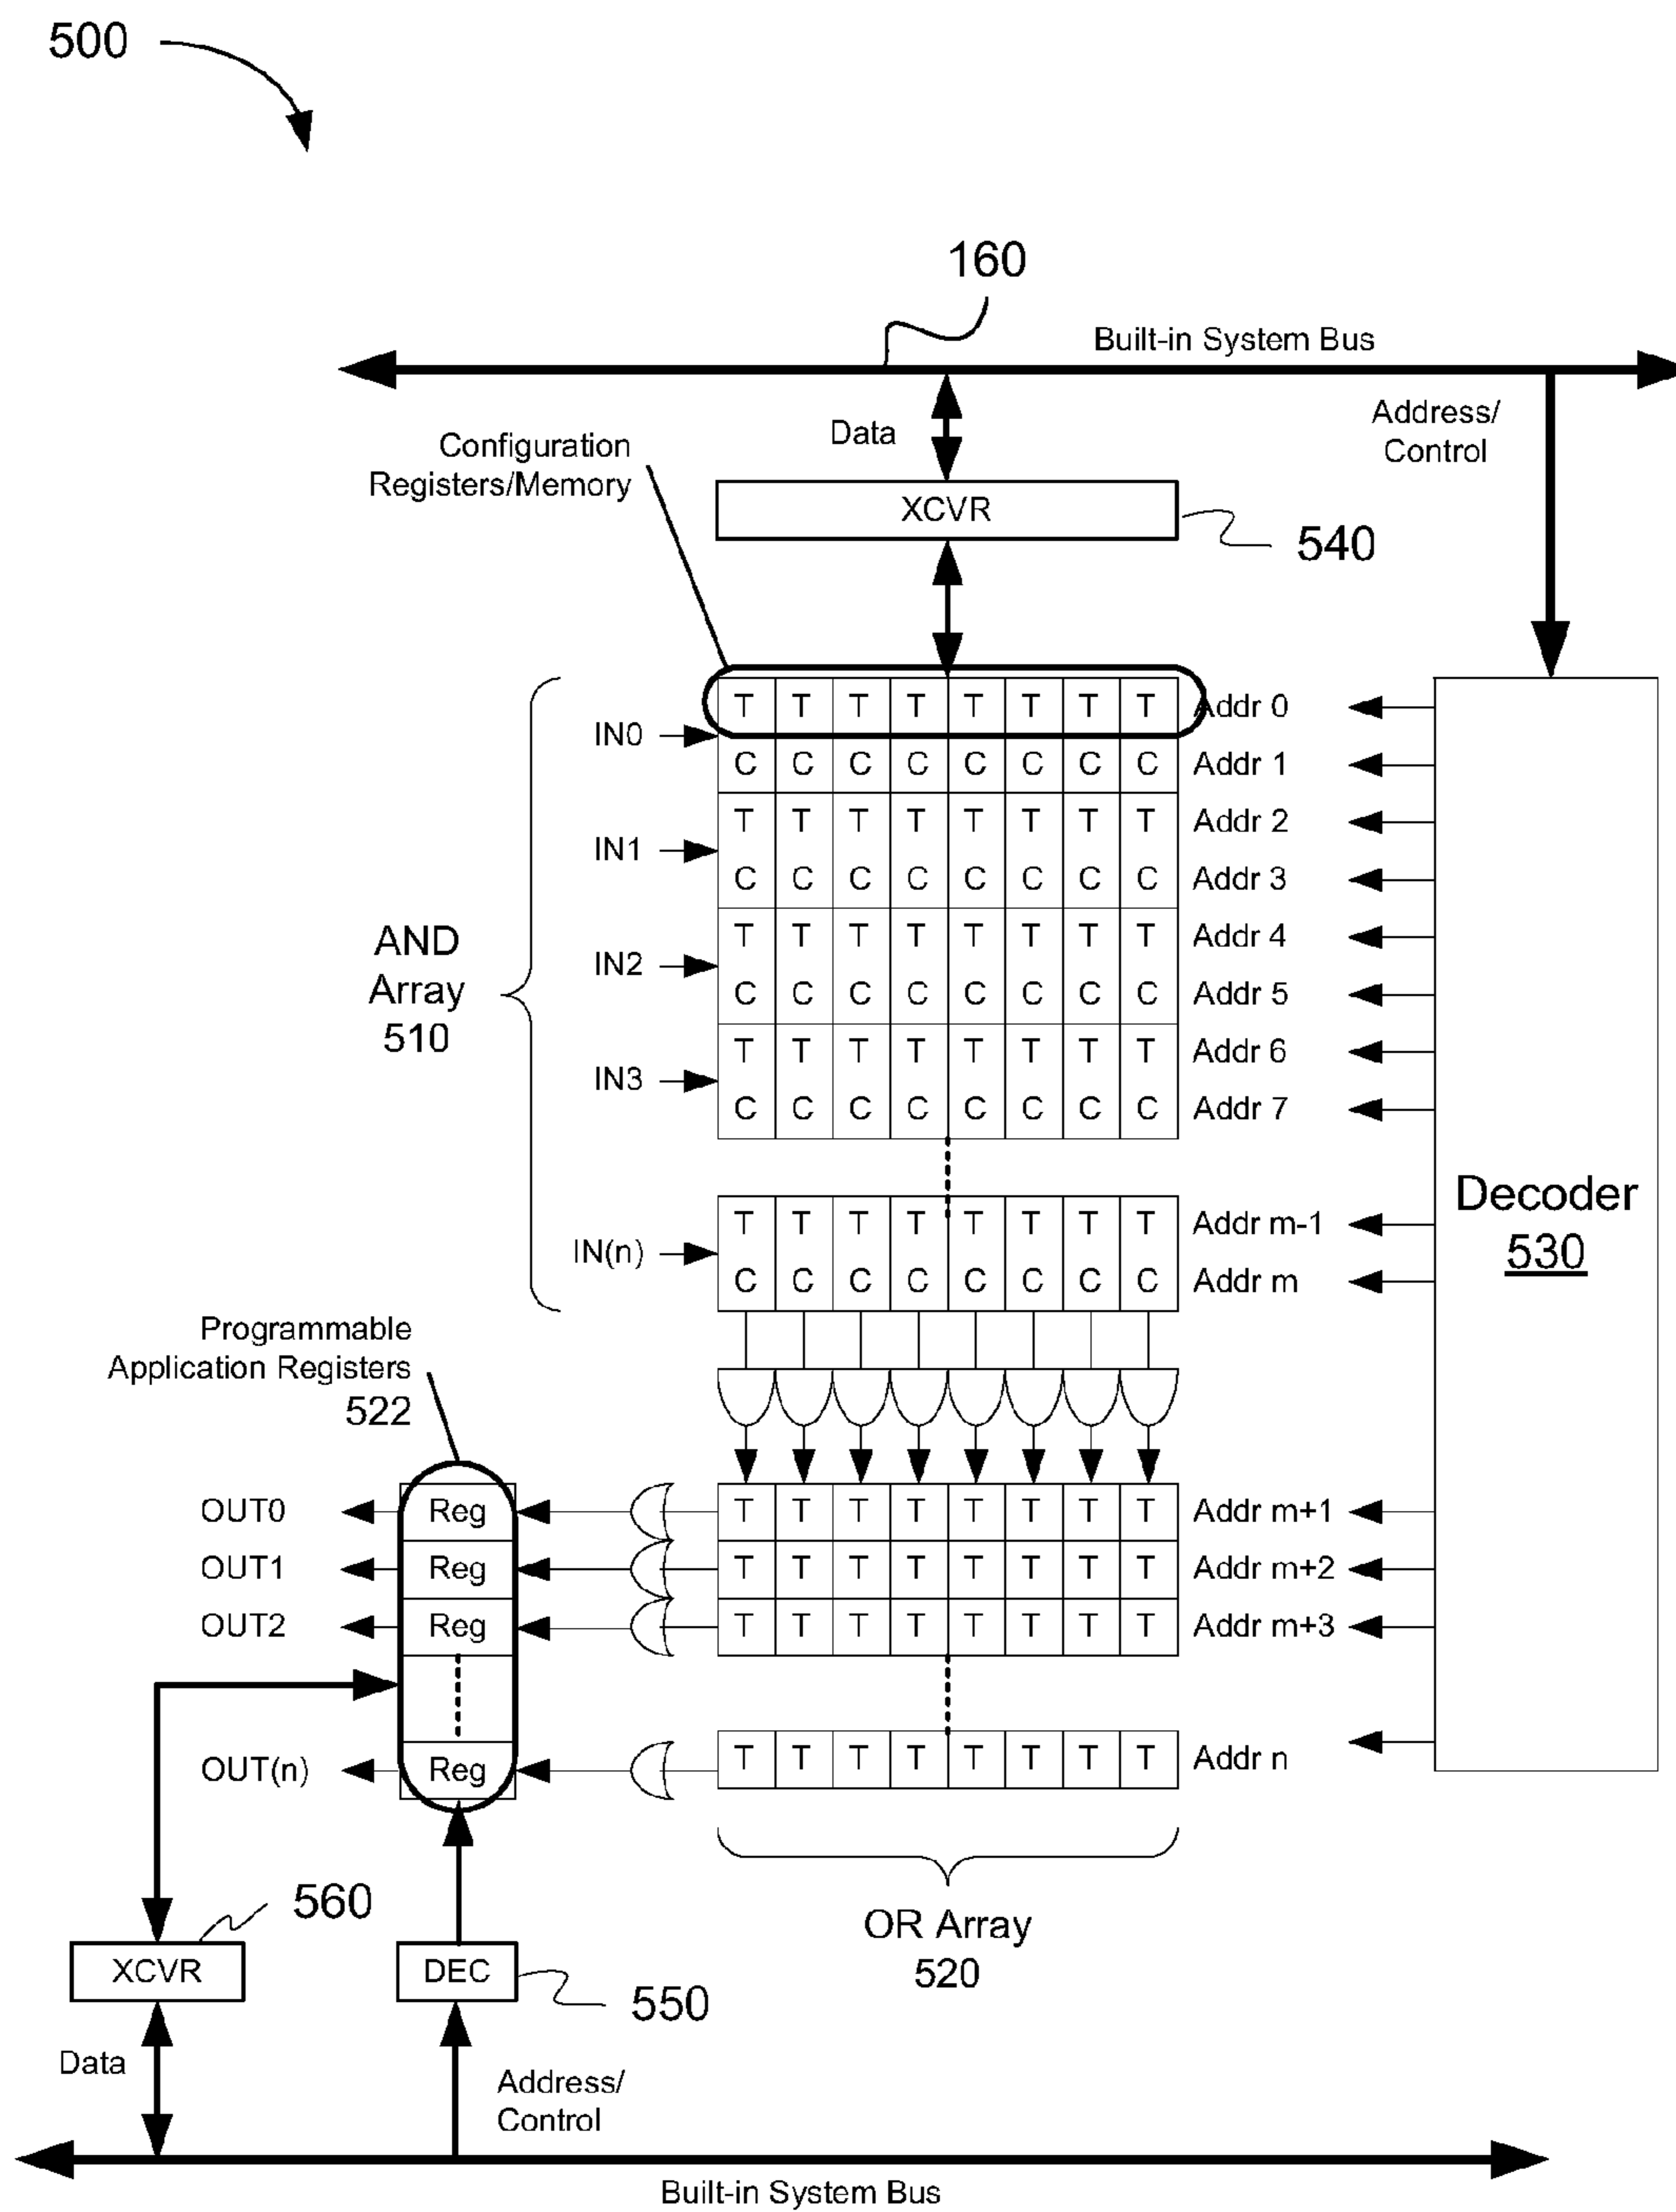 500
160
Built-in System Bus
Address/
Control
Data
Configuration
Registers/Memory
XCVR
540
T T T T T T T T Addr 0
IN0
C C C C C C C C Addr 1
T T T T T T T T Addr 2
IN1
C C C C C C C C Addr 3
T T T T T T T T Addr 4
IN2
C C C C C C C C Addr 5
T T T T T T T T Addr 6
IN3
C C C C C C C C Addr 7
AND
Array
510
T T T T T T T T Addr m-1
IN(n)
C C C C C C C C Addr m
Decoder
530
Programmable
Application Registers
522
OUT0 Reg T T T T T T T T Addr m+1
OUT1 Reg T T T T T T T T Addr m+2
OUT2 Reg T T T T T T T T Addr m+3
OUT(n) Reg T T T T T T T T Addr n
OR Array
520
560
XCVR
DEC
550
Data
Address/
Control
Built-in System Bus